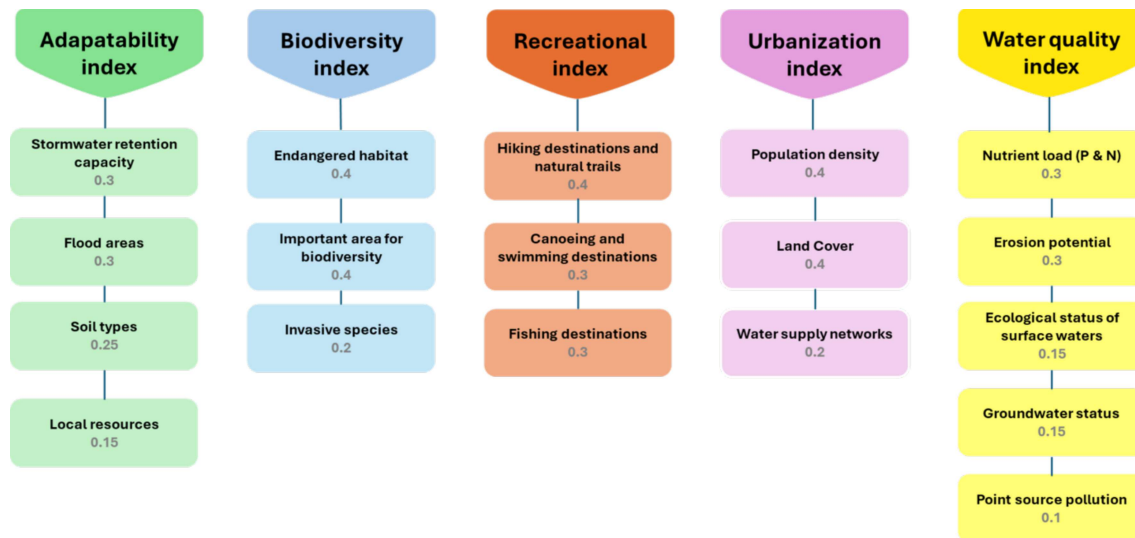 Adapatability
index
Stormwater retention
capacity
0.3
Flood areas
0.3
Soil types
0.25
Local resources
0.15
Biodiversity
index
Endangered habitat
0.4
Important area for
biodiversity
0.4
Invasive species
0.2
Recreational
index
Hiking destinations and
natural trails
0.4
Canoeing and
swimming destinations
0.3
Fishing destinations
0.3
Urbanization
index
Population density
0.4
Land Cover
0.4
Water supply networks
0.2
Water quality
index
Nutrient load (P & N)
0.3
Erosion potential
0.3
Ecological status of
surface waters
0.15
Groundwater status
0.15
Point source pollution
0.1